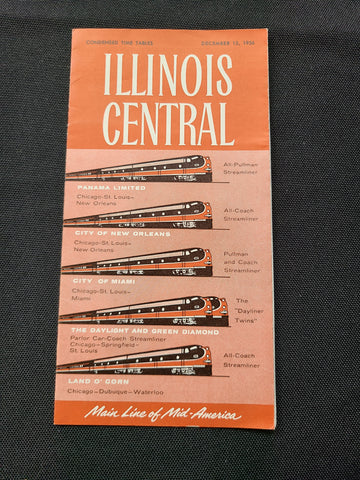 CONDENSED TIME TABLES
DECEMBER 13, 1956
ILLINOIS
CENTRAL
All-Pullman
Streamliner
PANAMA LIMITED
Chicago-St. Louis-
New Orleans
All-Coach
Streamliner
CITY OF NEW ORLEANS
Chicago-St. Louis-
New Orleans
Pullman
and Coach
Streamliner
CITY OF MIAMI
Chicago-St. Louis-
Miami
The
"Dayliner
Twins"
THE DAYLIGHT AND GREEN DIAMOND
Parlor Car-Coach Streamliner
Chicago-Springfield-
St. Louis
All-Coach
Streamliner
LAND O' CORN
Chicago-Dubuque-Waterloo
Main Line of Mid-America